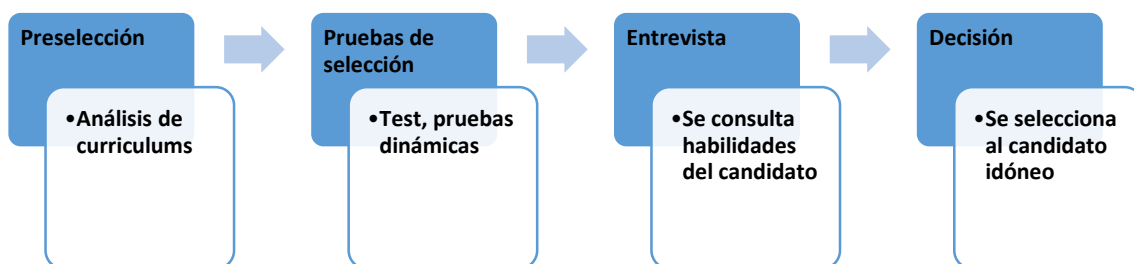 Preselección
•Análisis de
curriculums
Pruebas de
selección
•Test, pruebas
dinámicas
Entrevista
•Se consulta
habilidades
del candidato
Decisión
•Se selecciona
al candidato
idóneo